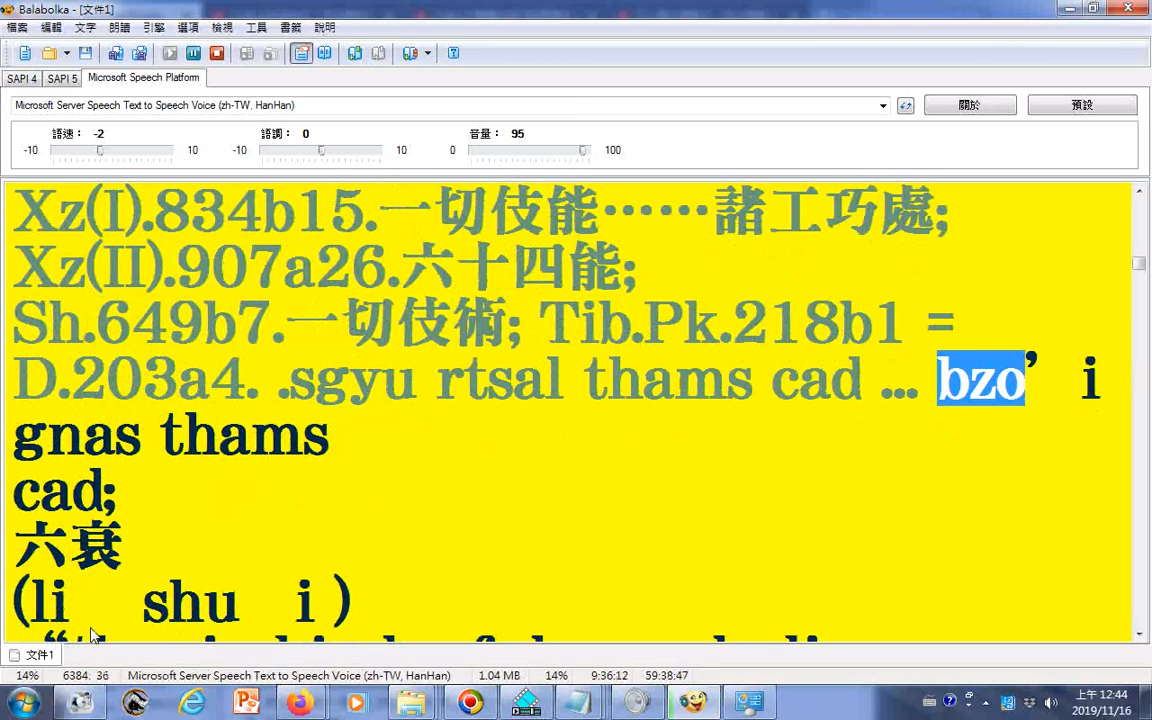 Balabolka - [文件1]
檔案 編輯 文字 朗讀 引擎 選項 檢視 工具 書籤 說明
SAPI 4 SAPI 5 Microsoft Speech Platform
Microsoft Server Speech Text to Speech Voice (zh-TW, HanHan) 關於 預設
語速： -2 語調： 0 音量： 95
-10 10 -10 10 0 100
Xz(I).834b15.一切伎能……諸工巧處;
Xz(II).907a26.六十四能;
Sh.649b7.一切伎術; Tib.Pk.218b1 =
D.203a4. .sgyu rtsal thams cad ... bzo’ i
gnas thams
cad;
六衰
(li shu i )
文件1
14% 6384: 36 Microsoft Server Speech Text to Speech Voice (zh-TW, HanHan) 1.04 MB 14% 9:36:12 59:38:47
上午 12:44
2019/11/16